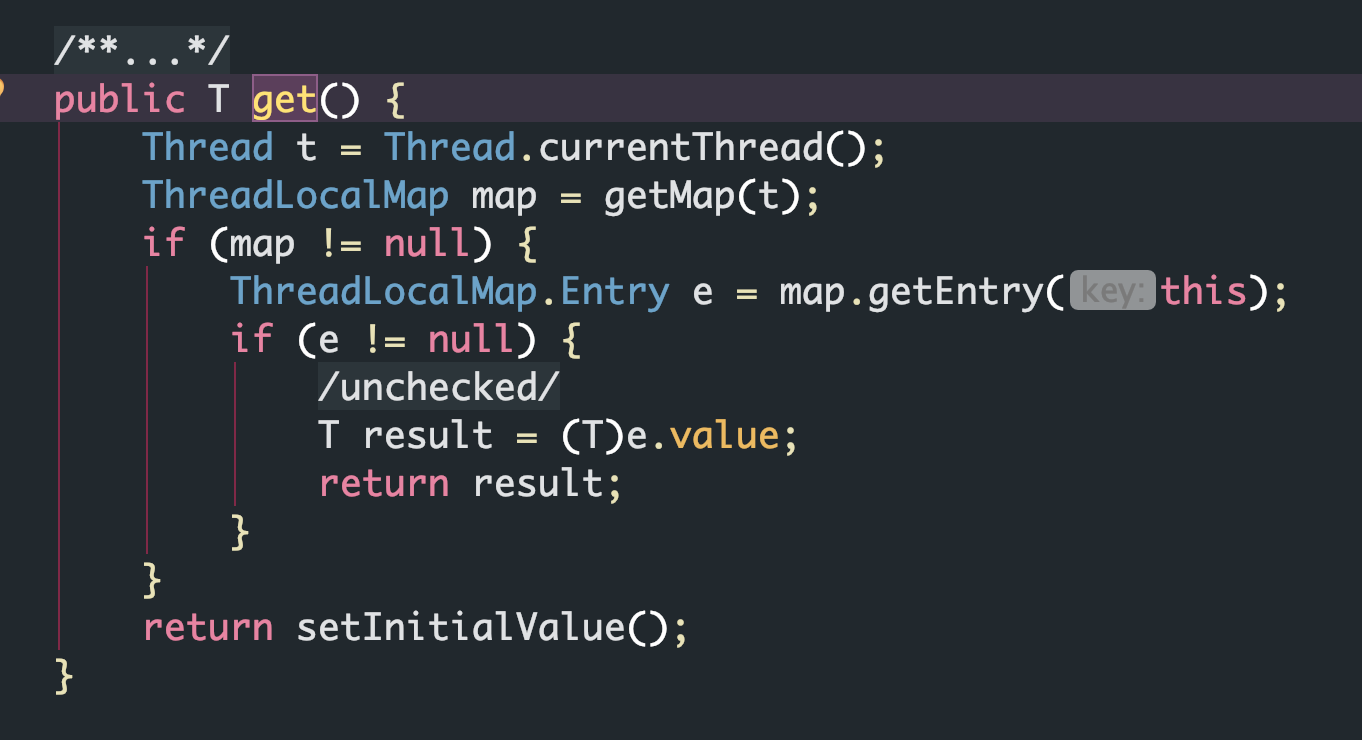 /**...*/
public T get() {
Thread t = Thread.currentThread();
ThreadLocalMap map = getMap(t);
if (map != null) {
ThreadLocalMap.Entry e = map.getEntry( key: this);
if (e != null) {
/unchecked/
T result = (T)e.value;
return result;
}
}
return setInitialValue();
}